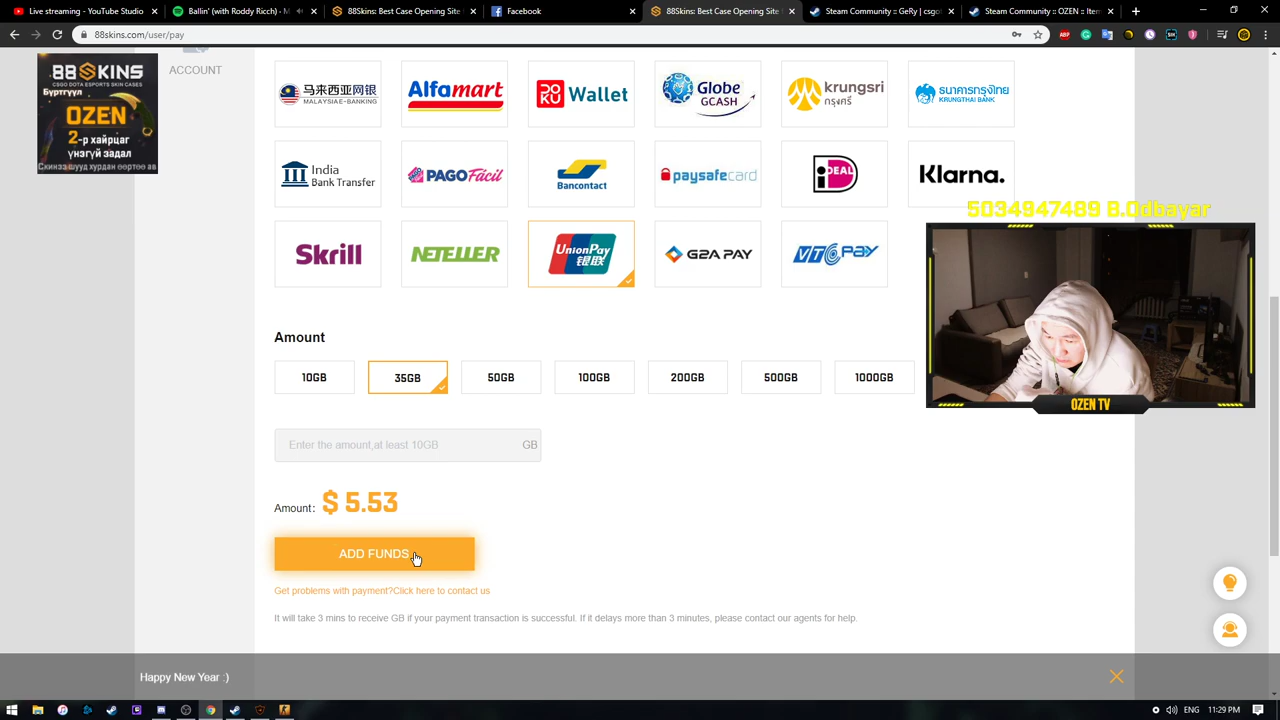 Live streaming - YouTube Studio
Ballin' (with Roddy Ricch) - M
88Skins: Best Case Opening Site
Facebook
88Skins: Best Case Opening Site
Steam Community :: GeRy | csgo
Steam Community :: OZEN :: Item
88skins.com/user/pay
88SKINS
CSGO DOTA ESPORTS SKIN CASES
Бүртгүүл
OZEN
2-р хайрцаг
үнэгүй задал
Скинээ шууд хурдан өөртөө ав
ACCOUNT
马来西亚网银
MALAYSIA E-BANKING
Alfamart
DOKU Wallet
Globe
GCASH
krungsri
กรุงศรี
ธนาคารกรุงไทย
KRUNGTHAI BANK
India
Bank Transfer
PAGO Fácil
Bancontact
paysafecard
iDEAL
Klarna.
Skrill
NETELLER
UnionPay
银联
G2A PAY
VTC Pay
5034947489 B.Odbayar
OZEN TV
Amount
10GB
35GB
50GB
100GB
200GB
500GB
1000GB
Enter the amount,at least 10GB
GB
Amount: $ 5.53
ADD FUNDS
Get problems with payment?Click here to contact us
It will take 3 mins to receive GB if your payment transaction is successful. If it delays more than 3 minutes, please contact our agents for help.
Happy New Year :)
ENG
11:29 PM